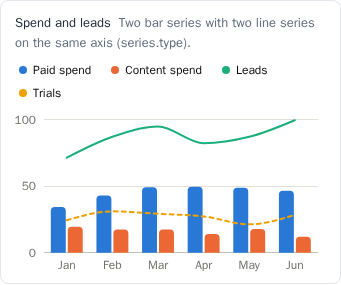 Spend and leads Two bar series with two line series
on the same axis (series.type).
Paid spend Content spend Leads
Trials
100
50
0
Jan Feb Mar Apr May Jun